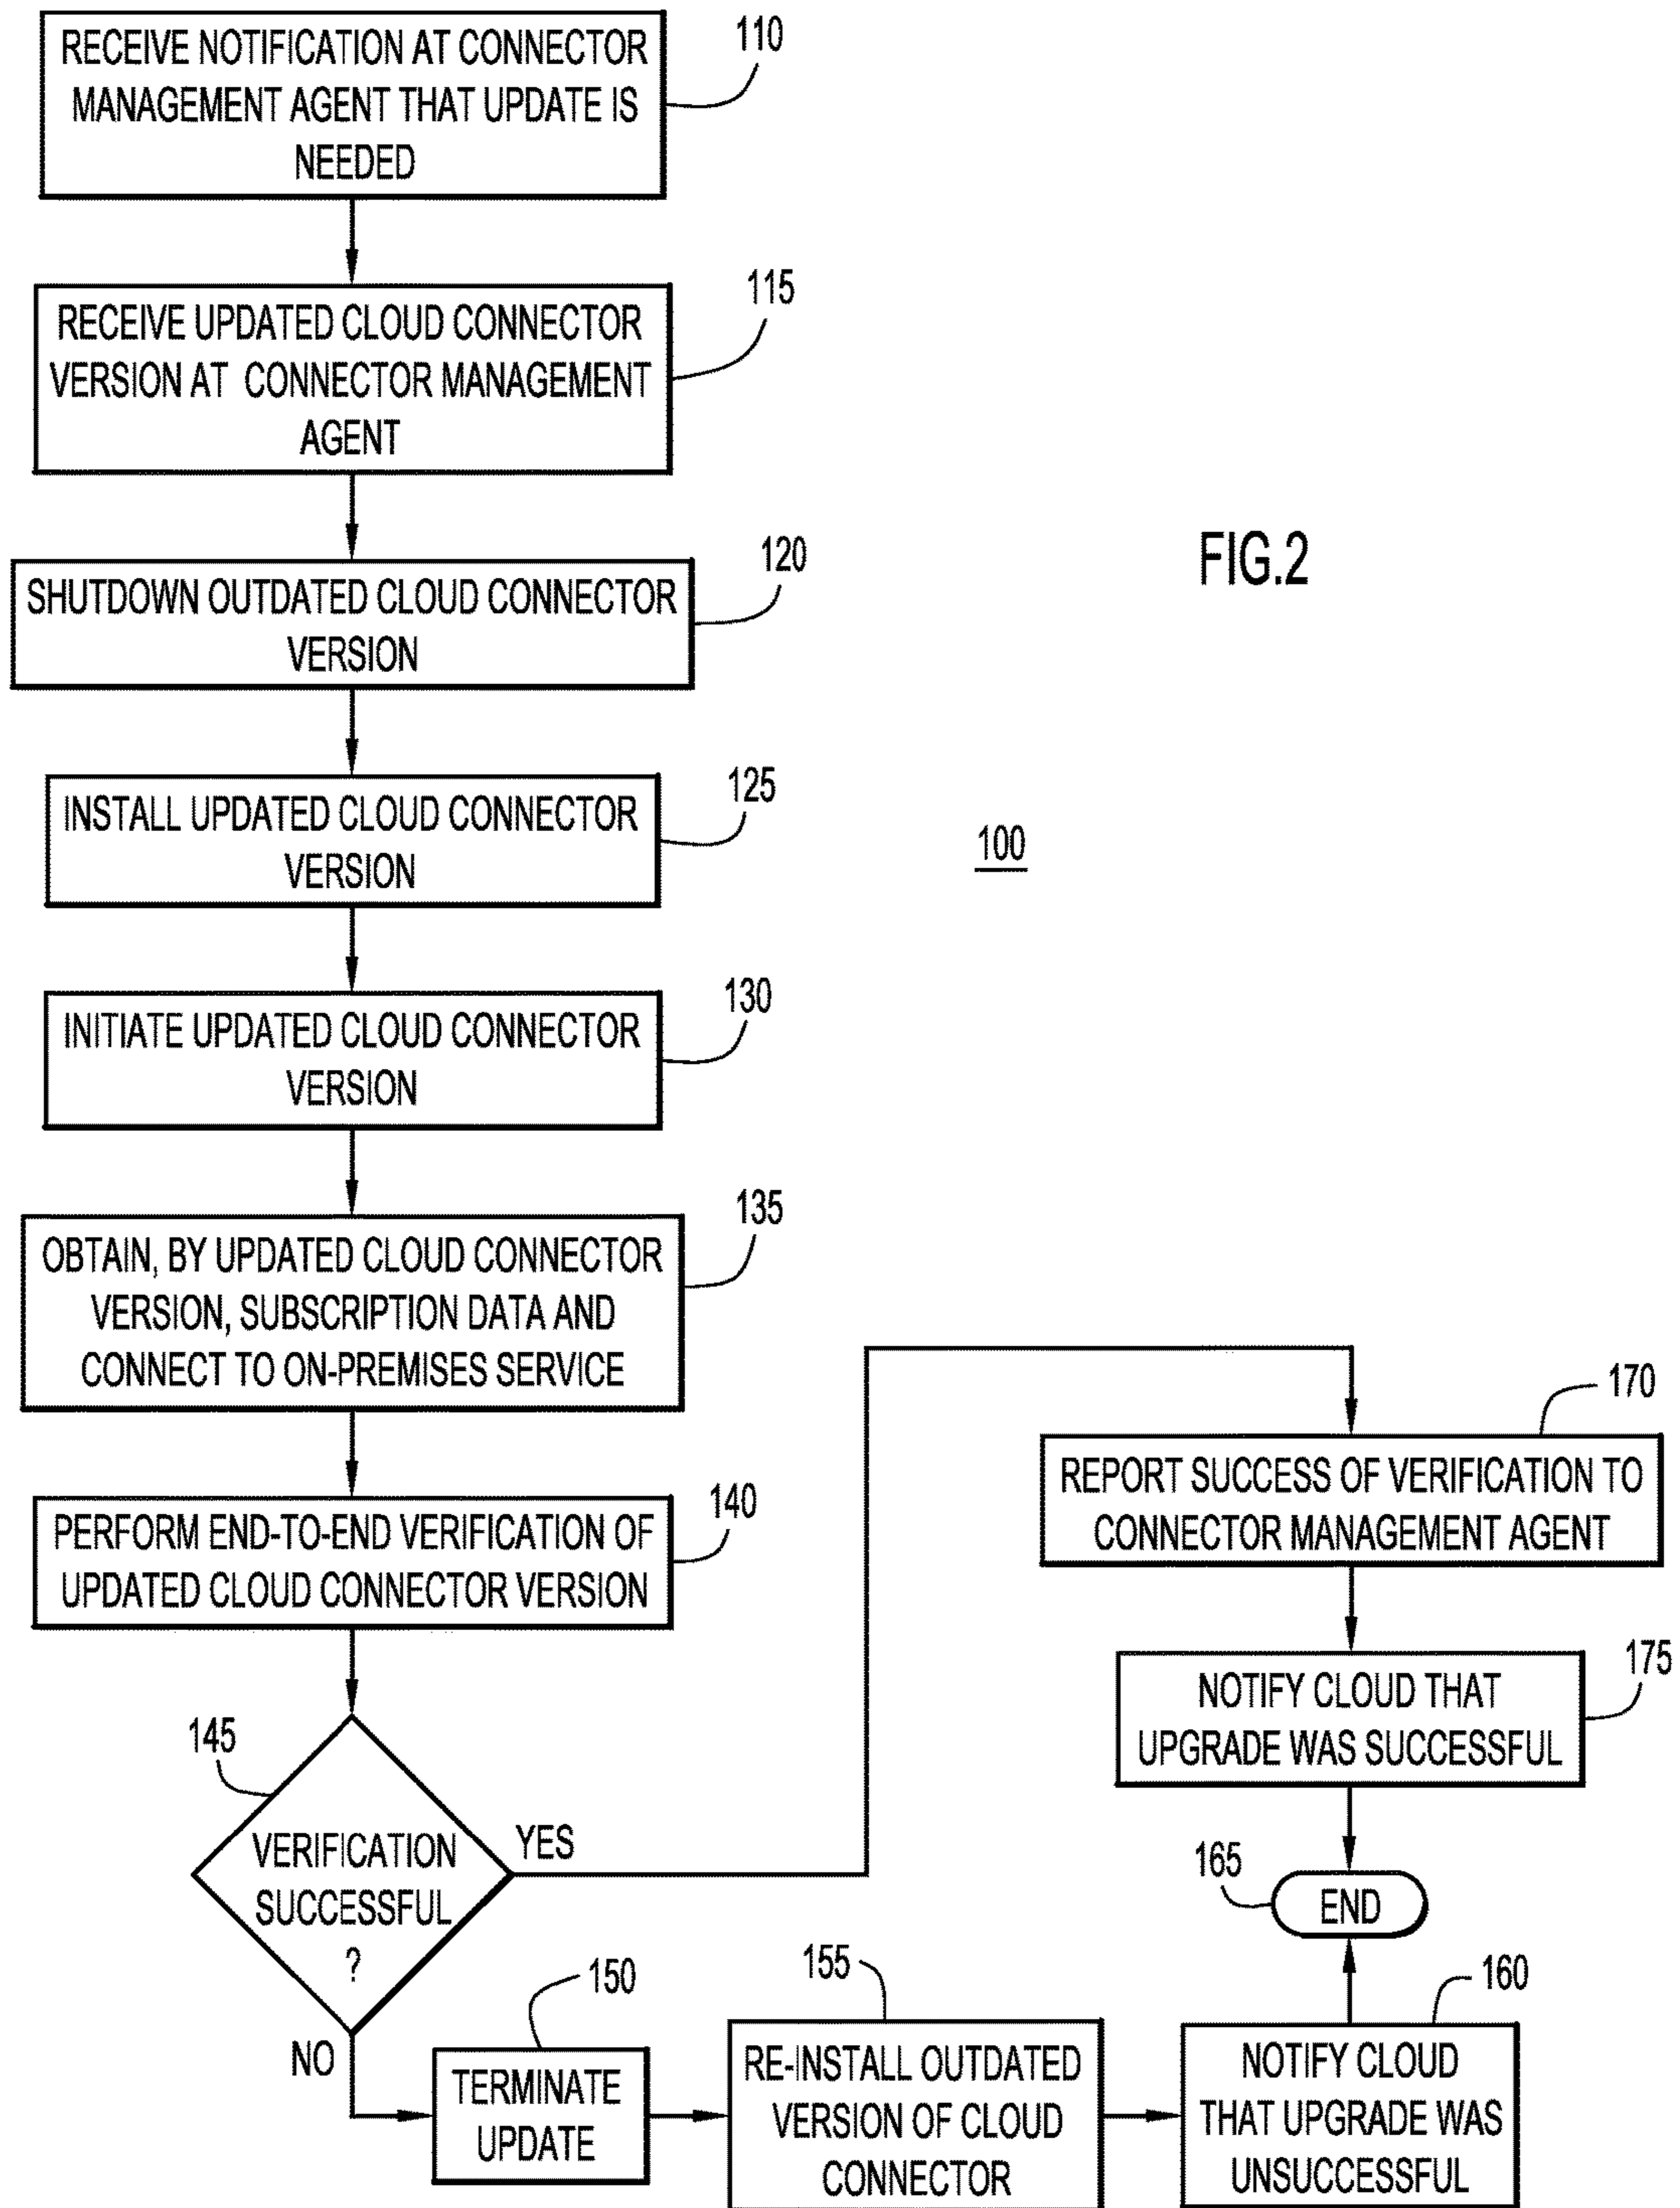 RECEIVE NOTIFICATION AT CONNECTOR
MANAGEMENT AGENT THAT UPDATE IS
NEEDED
110
RECEIVE UPDATED CLOUD CONNECTOR
VERSION AT CONNECTOR MANAGEMENT
AGENT
115
SHUTDOWN OUTDATED CLOUD CONNECTOR
VERSION
120
FIG.2
INSTALL UPDATED CLOUD CONNECTOR
VERSION
125
100
INITIATE UPDATED CLOUD CONNECTOR
VERSION
130
OBTAIN, BY UPDATED CLOUD CONNECTOR
VERSION, SUBSCRIPTION DATA AND
CONNECT TO ON-PREMISES SERVICE
135
PERFORM END-TO-END VERIFICATION OF
UPDATED CLOUD CONNECTOR VERSION
140
145
VERIFICATION
SUCCESSFUL
?
YES
NO
170
REPORT SUCCESS OF VERIFICATION TO
CONNECTOR MANAGEMENT AGENT
175
NOTIFY CLOUD THAT
UPGRADE WAS SUCCESSFUL
165
END
150
TERMINATE
UPDATE
155
RE-INSTALL OUTDATED
VERSION OF CLOUD
CONNECTOR
160
NOTIFY CLOUD
THAT UPGRADE WAS
UNSUCCESSFUL